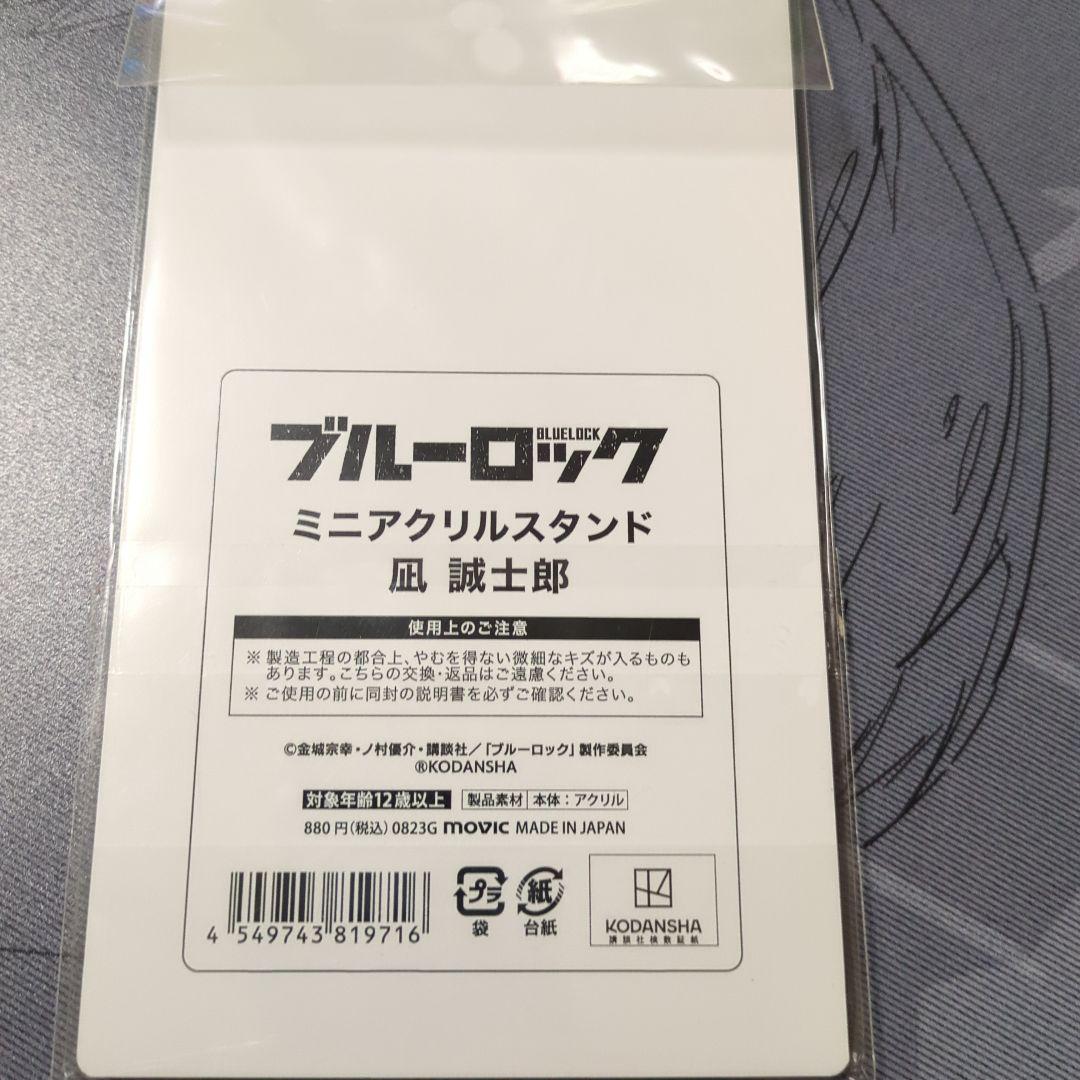 ブルーロック
BLUELOCK
ミニアクリルスタンド
凪 誠士郎
使用上のご注意
※ 製造工程の都合上、やむを得ない微細なキズが入るものも
あります。こちらの交換・返品はご遠慮ください。
※ ご使用の前に同封の説明書を必ずご確認ください。
©金城宗幸・ノ村優介・講談社/「ブルーロック」製作委員会
®KODANSHA
対象年齢12歳以上 製品素材 本体:アクリル
880円(税込) 0823G movic MADE IN JAPAN
4 549743 819716
プラ 紙
袋 台紙
KODANSHA
講談社検数証紙